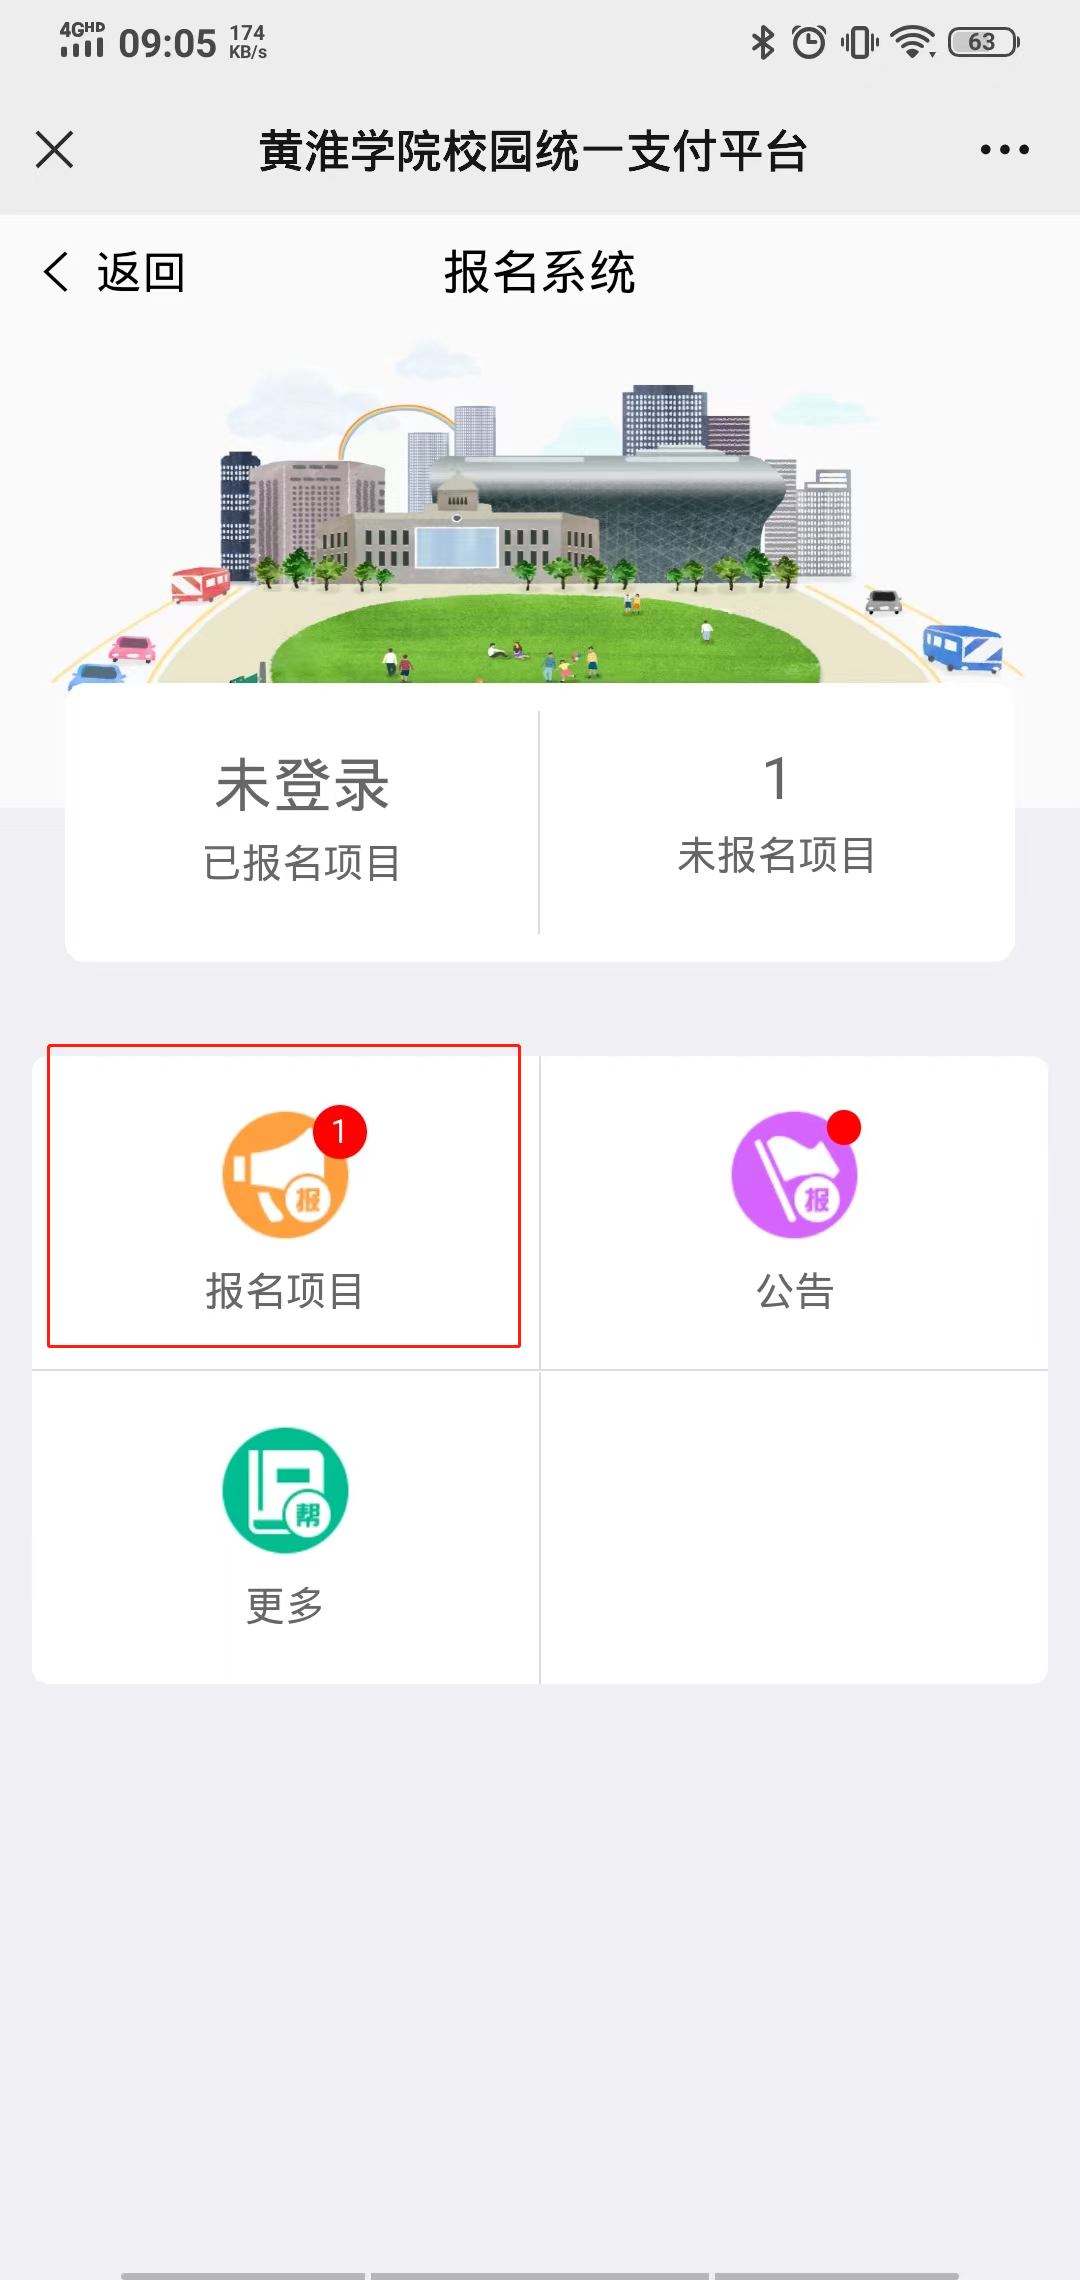 4GHD 09:05 174 KB/s 63
黄淮学院校园统一支付平台
返回 报名系统
未登录 1
已报名项目 未报名项目
1
报 报
报名项目 公告
帮
更多